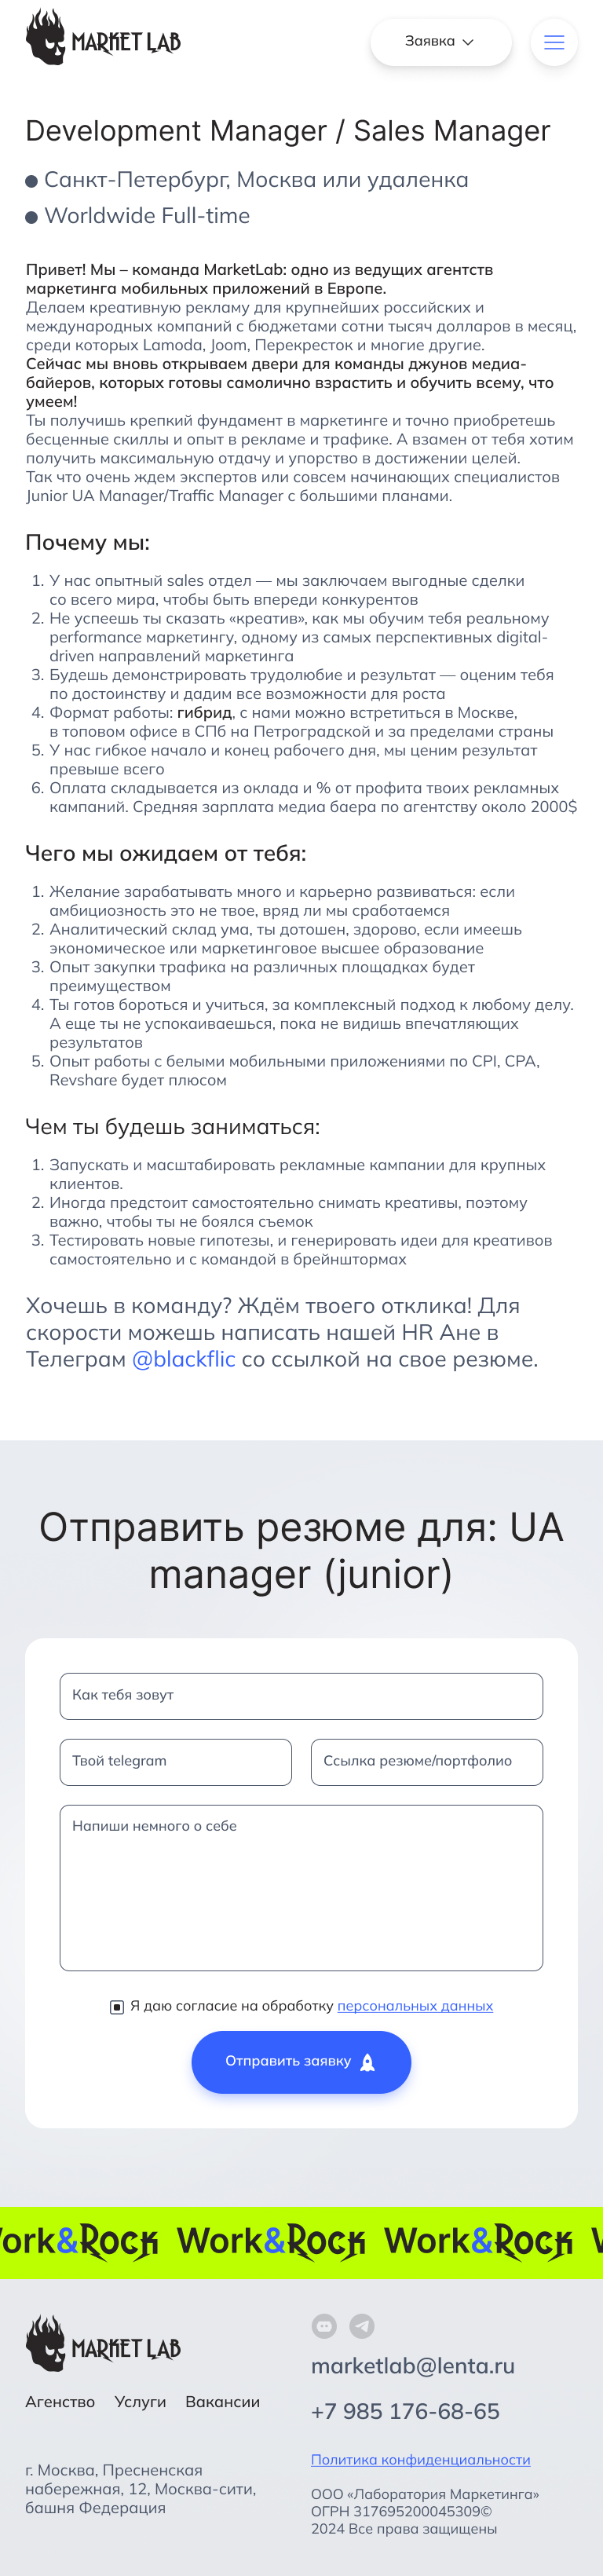 MARKET LAB
Заявка
Development Manager / Sales Manager
Санкт-Петербург, Москва или удаленка
Worldwide Full-time
Привет! Мы – команда MarketLab: одно из ведущих агентств
маркетинга мобильных приложений в Европе.
Делаем креативную рекламу для крупнейших российских и
международных компаний с бюджетами сотни тысяч долларов в месяц,
среди которых Lamoda, Joom, Перекресток и многие другие.
Сейчас мы вновь открываем двери для команды джунов медиа-
байеров, которых готовы самолично взрастить и обучить всему, что
умеем!
Ты получишь крепкий фундамент в маркетинге и точно приобретешь
бесценные скиллы и опыт в рекламе и трафике. А взамен от тебя хотим
получить максимальную отдачу и упорство в достижении целей.
Так что очень ждем экспертов или совсем начинающих специалистов
Junior UA Manager/Traffic Manager с большими планами.
Почему мы:
1. У нас опытный sales отдел — мы заключаем выгодные сделки
со всего мира, чтобы быть впереди конкурентов
2. Не успеешь ты сказать «креатив», как мы обучим тебя реальному
performance маркетингу, одному из самых перспективных digital-
driven направлений маркетинга
3. Будешь демонстрировать трудолюбие и результат — оценим тебя
по достоинству и дадим все возможности для роста
4. Формат работы: гибрид, с нами можно встретиться в Москве,
в топовом офисе в СПб на Петроградской и за пределами страны
5. У нас гибкое начало и конец рабочего дня, мы ценим результат
превыше всего
6. Оплата складывается из оклада и % от профита твоих рекламных
кампаний. Средняя зарплата медиа баера по агентству около 2000$
Чего мы ожидаем от тебя:
1. Желание зарабатывать много и карьерно развиваться: если
амбициозность это не твое, вряд ли мы сработаемся
2. Аналитический склад ума, ты дотошен, здорово, если имеешь
экономическое или маркетинговое высшее образование
3. Опыт закупки трафика на различных площадках будет
преимуществом
4. Ты готов бороться и учиться, за комплексный подход к любому делу.
А еще ты не успокаиваешься, пока не видишь впечатляющих
результатов
5. Опыт работы с белыми мобильными приложениями по CPI, CPA,
Revshare будет плюсом
Чем ты будешь заниматься:
1. Запускать и масштабировать рекламные кампании для крупных
клиентов.
2. Иногда предстоит самостоятельно снимать креативы, поэтому
важно, чтобы ты не боялся съемок
3. Тестировать новые гипотезы, и генерировать идеи для креативов
самостоятельно и с командой в брейнштормах
Хочешь в команду? Ждём твоего отклика! Для
скорости можешь написать нашей HR Ане в
Телеграм @blackflic со ссылкой на свое резюме.
Отправить резюме для: UA
manager (junior)
Как тебя зовут
Твой telegram Ссылка резюме/портфолио
Напиши немного о себе
Я даю согласие на обработку персональных данных
Отправить заявку
ork&Rock Work&Rock Work&Rock W
MARKET LAB
Агенство Услуги Вакансии
г. Москва, Пресненская
набережная, 12, Москва-сити,
башня Федерация
marketlab@lenta.ru
+7 985 176-68-65
Политика конфиденциальности
ООО «Лаборатория Маркетинга»
ОГРН 317695200045309©
2024 Все права защищены